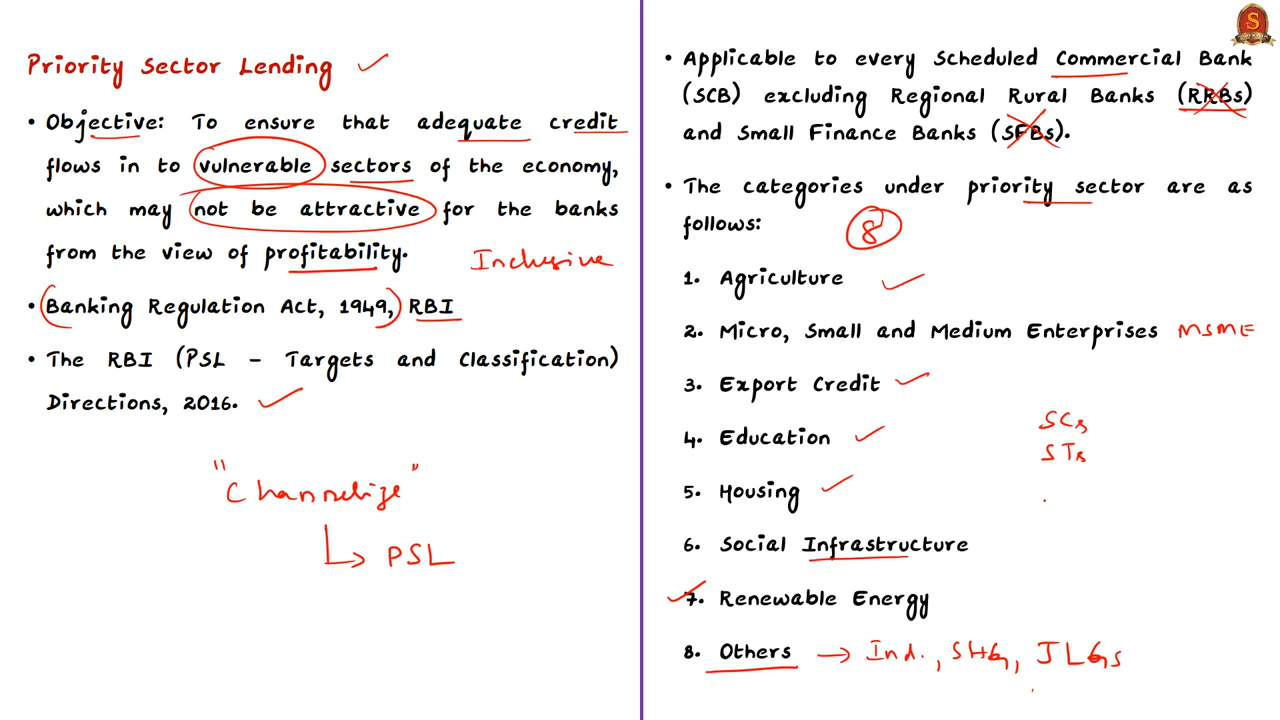 Priority Sector Lending
• Objective: To ensure that adequate credit
flows in to vulnerable sectors of the economy,
which may not be attractive for the banks
from the view of profitability.
Inclusive
• Banking Regulation Act, 1949, RBI
• The RBI (PSL – Targets and Classification)
Directions, 2016.
"Channelize"
PSL
S
• Applicable to every Scheduled Commercial Bank
(SCB) excluding Regional Rural Banks (RRBs)
and Small Finance Banks (SFBs).
• The categories under priority sector are as
follows:
8
1. Agriculture
2. Micro, Small and Medium Enterprises MSME
3. Export Credit
4. Education
SCs
STs
5. Housing
6. Social Infrastructure
7. Renewable Energy
8. Others → Ind., SHG, JLGs